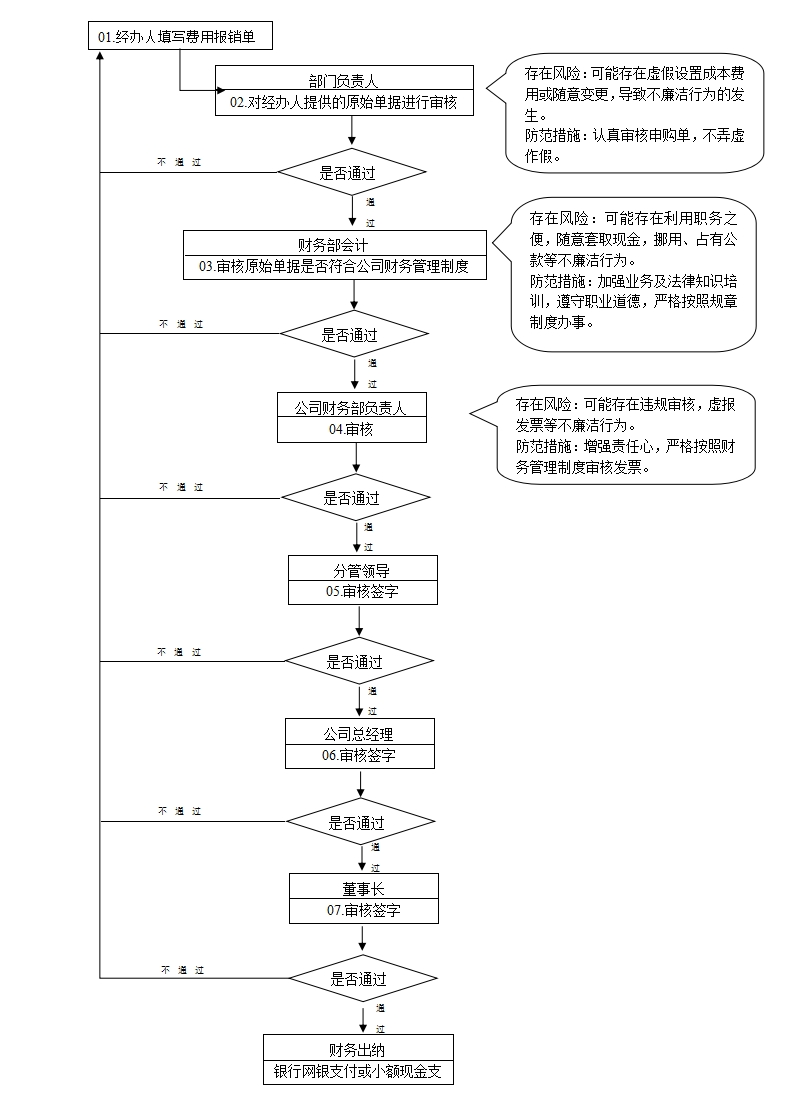 01.经办人填写费用报销单
部门负责人
02.对经办人提供的原始单据进行审核
存在风险：可能存在虚假设置成本费
用或随意变更，导致不廉洁行为的发
生。
防范措施：认真审核申购单，不弄虚
作假。
是否通过
不 通 过
通
过
财务部会计
03.审核原始单据是否符合公司财务管理制度
存在风险：可能存在利用职务之
便，随意套取现金，挪用、占有公
款等不廉洁行为。
防范措施：加强业务及法律知识培
训，遵守职业道德，严格按照规章
制度办事。
是否通过
不 通 过
通
过
公司财务部负责人
04.审核
存在风险：可能存在违规审核，虚报
发票等不廉洁行为。
防范措施：增强责任心，严格按照财
务管理制度审核发票。
是否通过
不 通 过
通
过
分管领导
05.审核签字
是否通过
不 通 过
通
过
公司总经理
06.审核签字
是否通过
不 通 过
通
过
董事长
07.审核签字
是否通过
不 通 过
通
过
财务出纳
银行网银支付或小额现金支